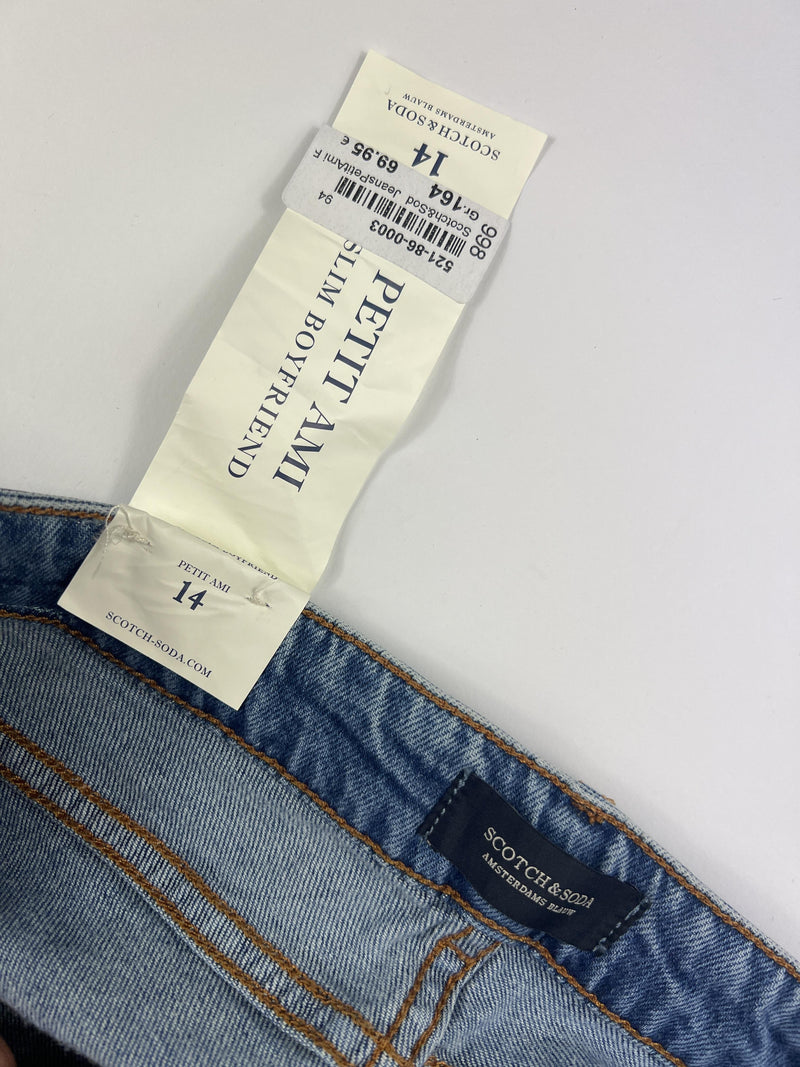 SCOTCH & SODA
AMSTERDAMS BLAUW
14
998
521-86-0003
94
Scotch&Sod JeansPetitAmi F
Gr.164 69.95 €
PETIT AMI
SLIM BOYFRIEND
BOYFRIEND
PETIT AMI
14
SCOTCH-SODA.COM
SCOTCH & SODA
AMSTERDAMS BLAUW